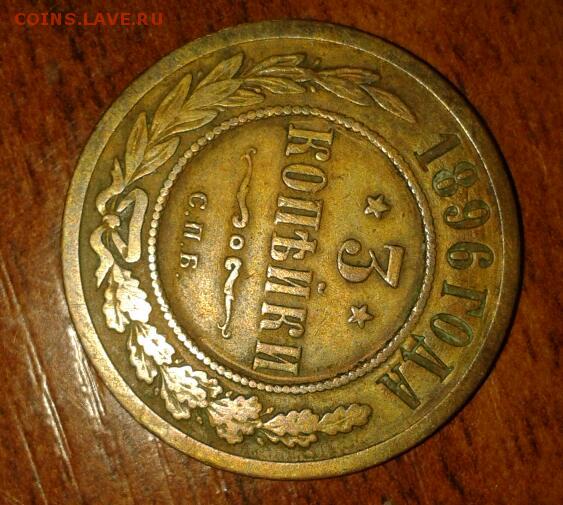 COINS.LAVE.RU
1896 ГОДА
* 3 *
КОПѢЙКИ
С.П.Б.